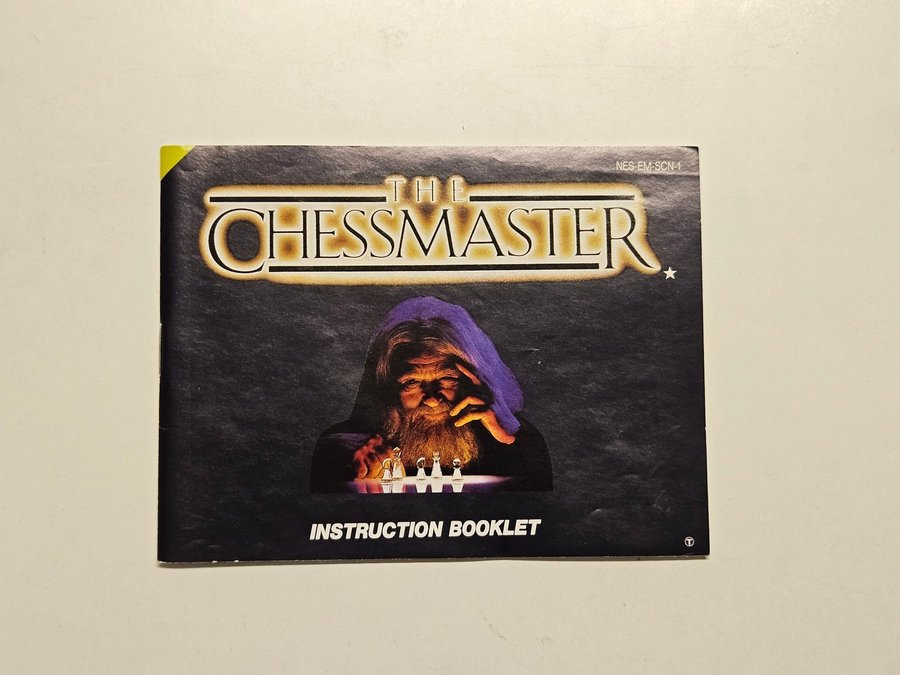 NES-EM-SCN-1
THE
CHESSMASTER
INSTRUCTION BOOKLET
T